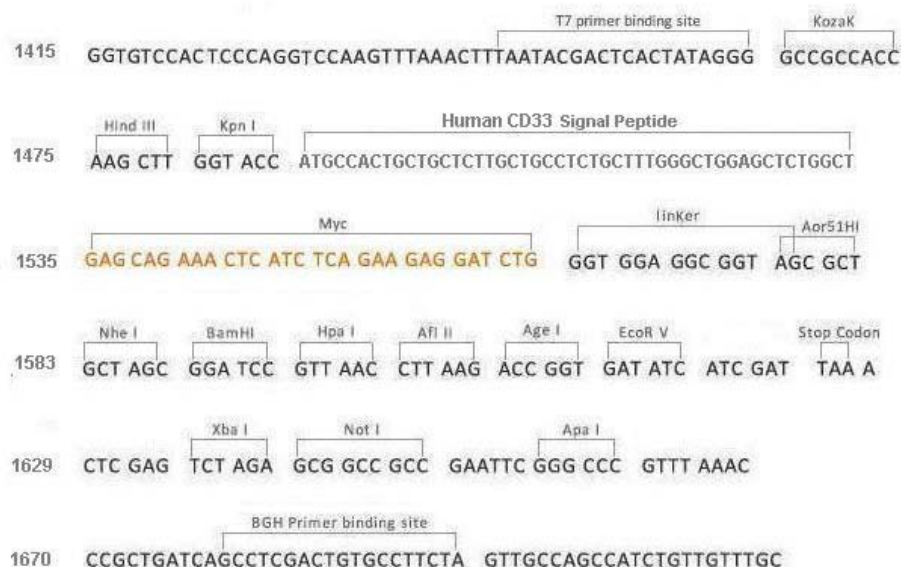 T7 primer binding site KozaK
1415 GGTGTCCACTCCCAGGTCCAAGTTTAAACTTTAATACGACTCACTATAGGG GCCGCCACC
Hind III Kpn I Human CD33 Signal Peptide
1475 AAG CTT GGT ACC ATGCCACTGCTGCTCTTGCTGCCTCTGCTTTGGGCTGGAGCTCTGGCT
Myc linker Aor51HI
1535 GAG CAG AAA CTC ATC TCA GAA GAG GAT CTG GGT GGA GGC GGT AGC GCT
Nhe I BamHI Hpa I Afl II Age I EcoR V Stop Codon
1583 GCT AGC GGA TCC GTT AAC CTT AAG ACC GGT GAT ATC ATC GAT TAA A
Xba I Not I Apa I
1629 CTC GAG TCT AGA GCG GCC GCC GAATTC GGG CCC GTTT AAAC
BGH Primer binding site
1670 CCGCTGATCAGCCTCGACTGTGCCTTCTA GTTGCCAGCCATCTGTTGTTTGC